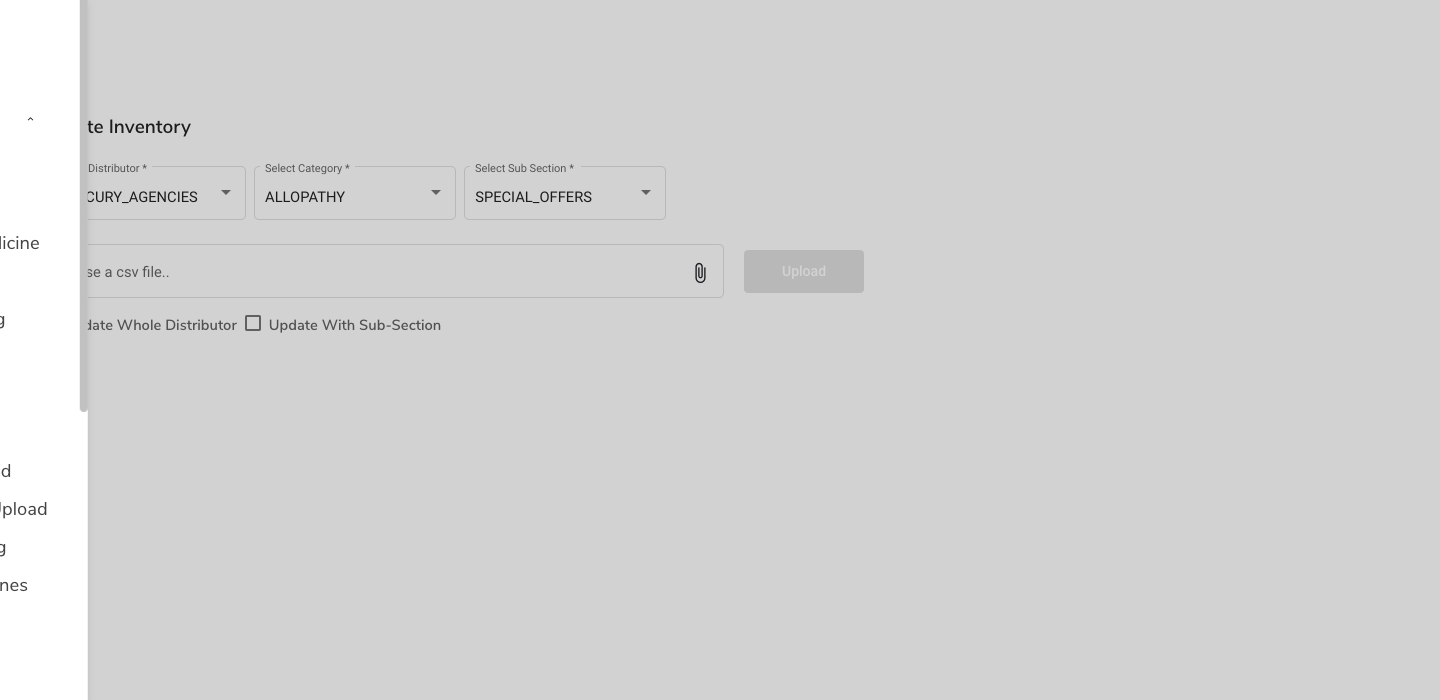 te Inventory
Distributor *
Select Category *
Select Sub Section *
CURY_AGENCIES
ALLOPATHY
SPECIAL_OFFERS
licine
se a csv file..
Upload
g
date Whole Distributor
Update With Sub-Section
d
Upload
g
nes